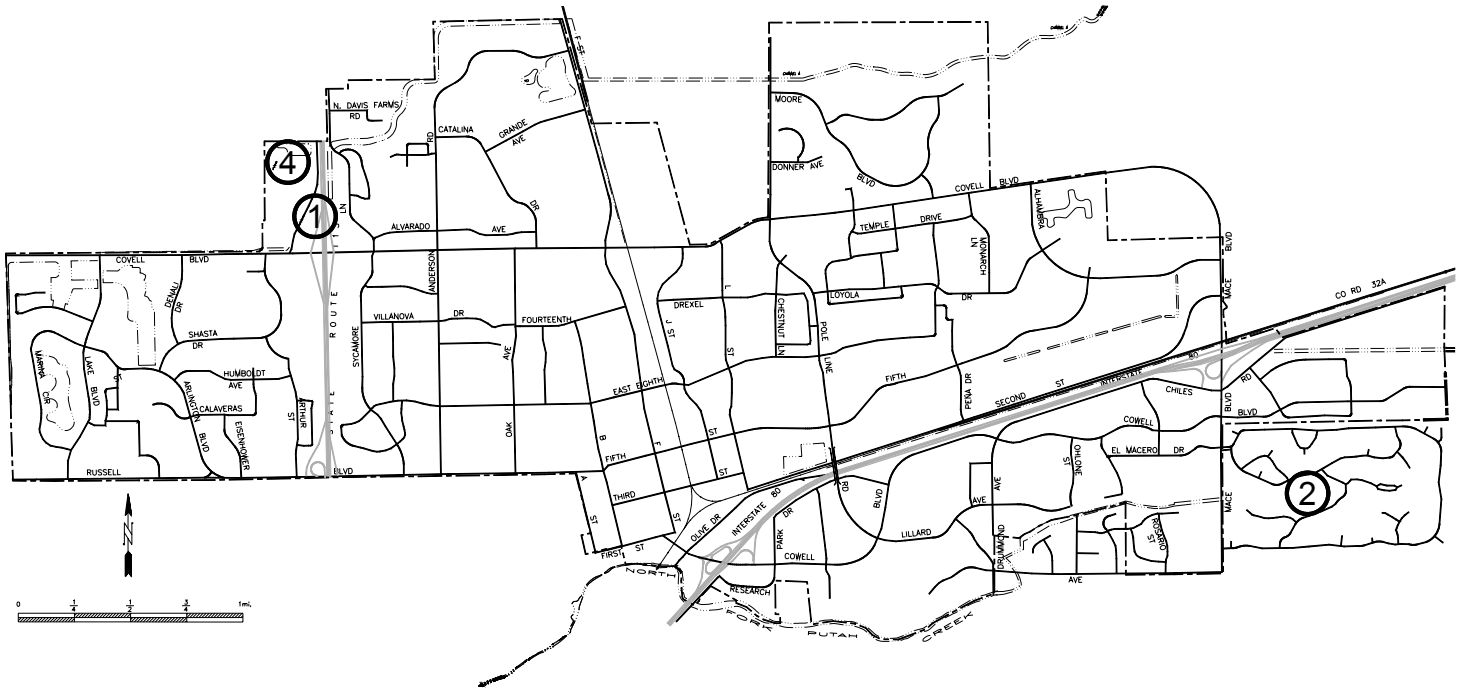 F ST
CHANNEL A
N. DAVIS FARMS
RD
CATALINA
RD
GRANDE
AVE
DR
MOORE
DONNER AVE
BLVD
COVELL BLVD
ALHAMBRA
4
1
LN
ALVARADO AVE
TEMPLE DRIVE
MONARCH
LN
COVELL BLVD
DENALI
DR
ANDERSON
STATE ROUTE
SYCAMORE
VILLANOVA DR
FOURTEENTH
AVE
OAK
DREXEL
J ST
L
ST
CHESTNUT
LN
POLE
LINE
RD
LOYOLA DR
MACE BLVD
CO RD 32A
SHASTA
DR
MARINA CIR
LAKE BLVD
ST
HUMBOLDT
AVE
ARLINGTON
BLVD
CALAVERAS
EISENHOWER
ST
ARTHUR
RUSSELL BLVD
EAST EIGHTH
ST
FIFTH
PEÑA DR
SECOND ST
INTERSTATE 80
CHILES RD
COWELL BLVD
MACE BLVD
EL MACERO DR
OHLONE
ST
B
F
FIFTH
THIRD ST
A
ST
ST
FIRST ST
OLIVE DR
INTERSTATE 80
PARK
DR
COWELL
BLVD
LILLARD
AVE
DRUMMOND
AVE
ROSARIO
ST
AVE
MACE
2
RESEARCH
NORTH FORK PUTAH CREEK
N
0 1/4 1/2 3/4 1mi.